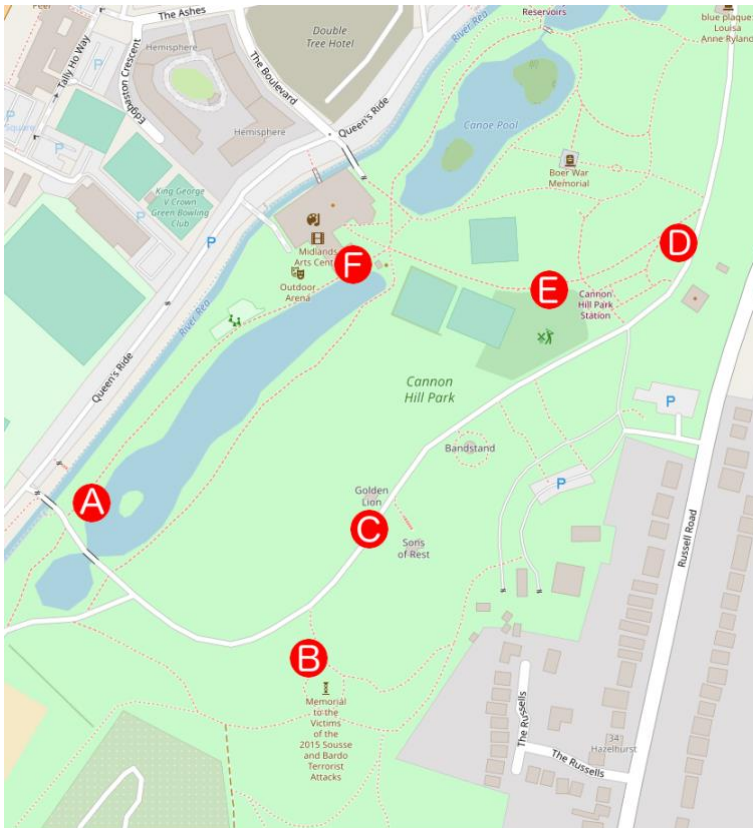 The Ashes
Tally Ho Way
Edgbaston Crescent
Hemisphere
The Boulevard
Double
Tree Hotel
River Rea
Reservoirs
blue plaque
Louisa
Anne Ryland
P
Square
P
Hemisphere
Queen's Ride
Canoe Pool
P
Boer War
Memorial
King George
V Crown
Green Bowling
Club
P
P
Midlands
Arts Cent
F
D
Outdoor
Arena
E
Cannon
Hill Park
Station
River Rea
Queen's Ride
Cannon
Hill Park
P
Bandstand
A
Golden
Lion
P
C
Sons
of Rest
Russell Road
B
Memorial
to the
Victims
of the
2015 Sousse
and Bardo
Terrorist
Attacks
The Russells
34
Hazelhurst
The Russells